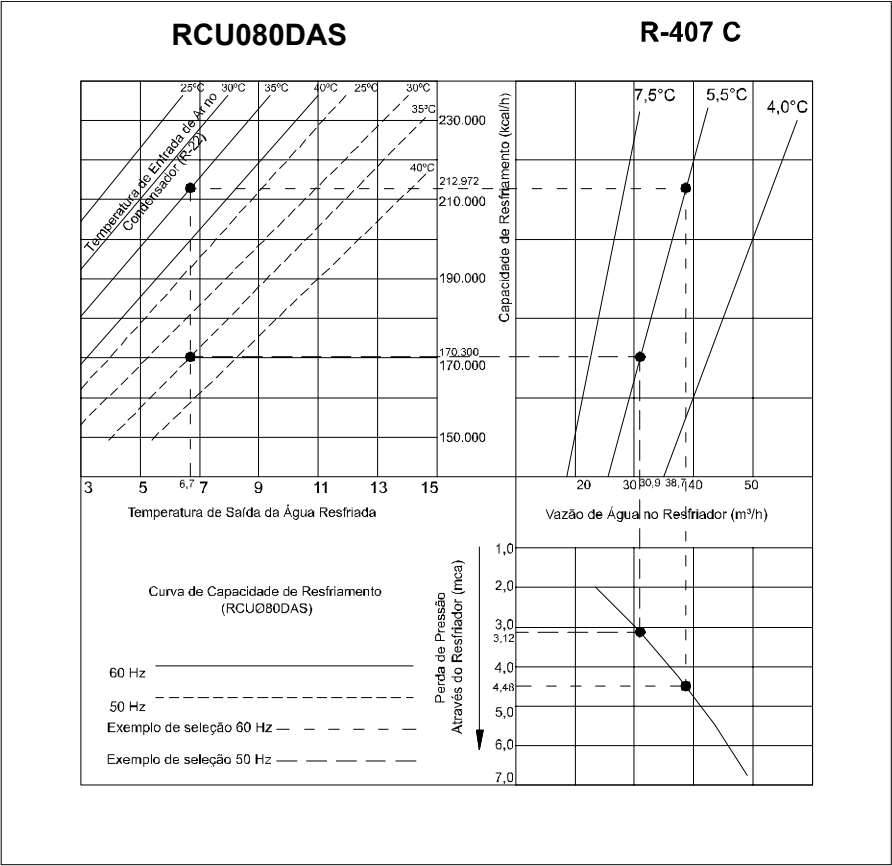 RCU080DAS
R-407 C
25ºC 30ºC 35ºC 40ºC 25ºC 30ºC
35ºC
40ºC
Temperatura de Entrada de Ar no
Condensador (R-22)
230.000
212.972
210.000
190.000
170.300
170.000
150.000
3 5 6,7 7 9 11 13 15
Temperatura de Saída da Água Resfriada
Capacidade de Resfriamento (kcal/h)
7,5°C 5,5°C 4,0°C
20 30 30,9 38,7 40 50
Vazão de Água no Resfriador (m³/h)
Curva de Capacidade de Resfriamento
(RCUØ80DAS)
60 Hz
50 Hz
Exemplo de seleção 60 Hz
Exemplo de seleção 50 Hz
Perda de Pressão
Através do Resfriador (mca)
1,0
2,0
3,0
3,12
4,0
4,48
5,0
6,0
7,0